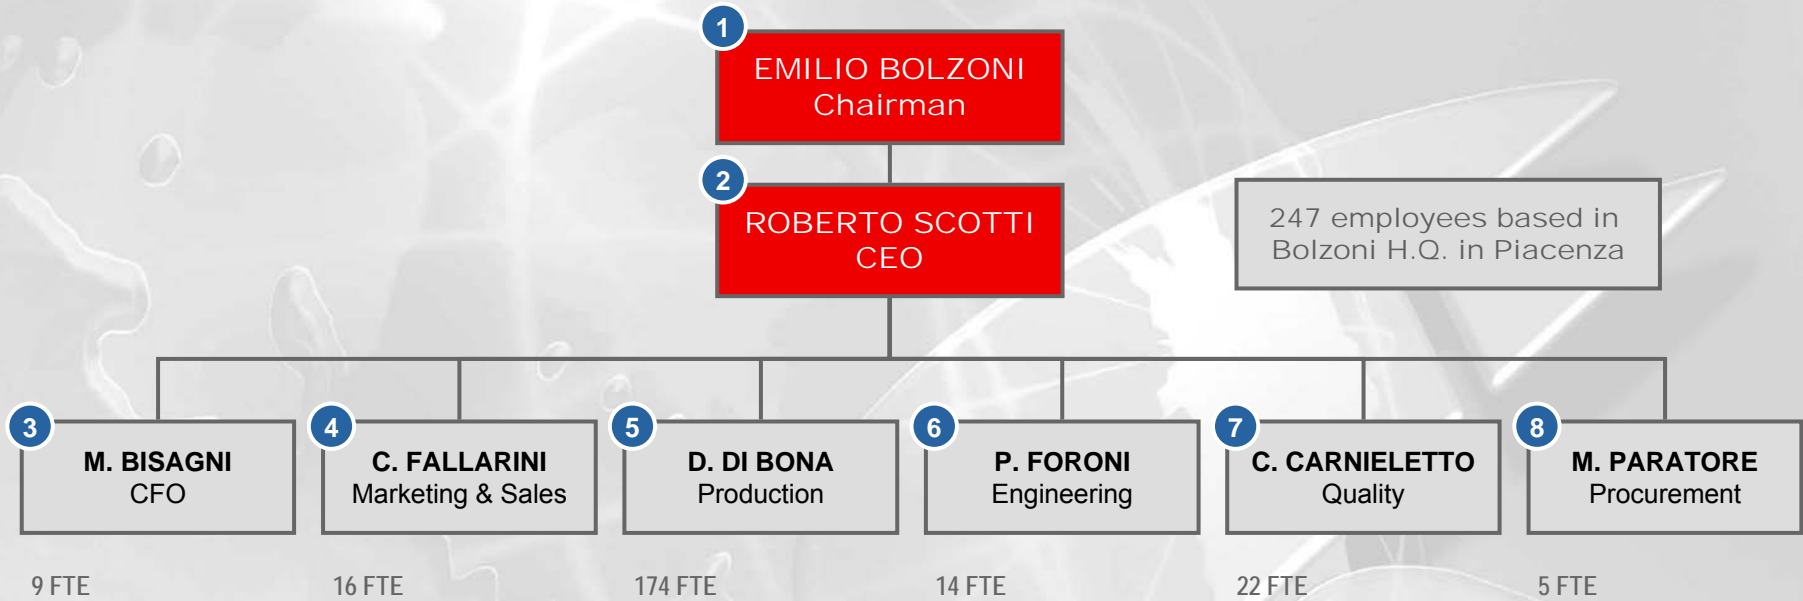 1
EMILIO BOLZONI
Chairman
2
ROBERTO SCOTTI
CEO
247 employees based in
Bolzoni H.Q. in Piacenza
3
M. BISAGNI
CFO
4
C. FALLARINI
Marketing & Sales
5
D. DI BONA
Production
6
P. FORONI
Engineering
7
C. CARNIELETTO
Quality
8
M. PARATORE
Procurement
9 FTE
16 FTE
174 FTE
14 FTE
22 FTE
5 FTE